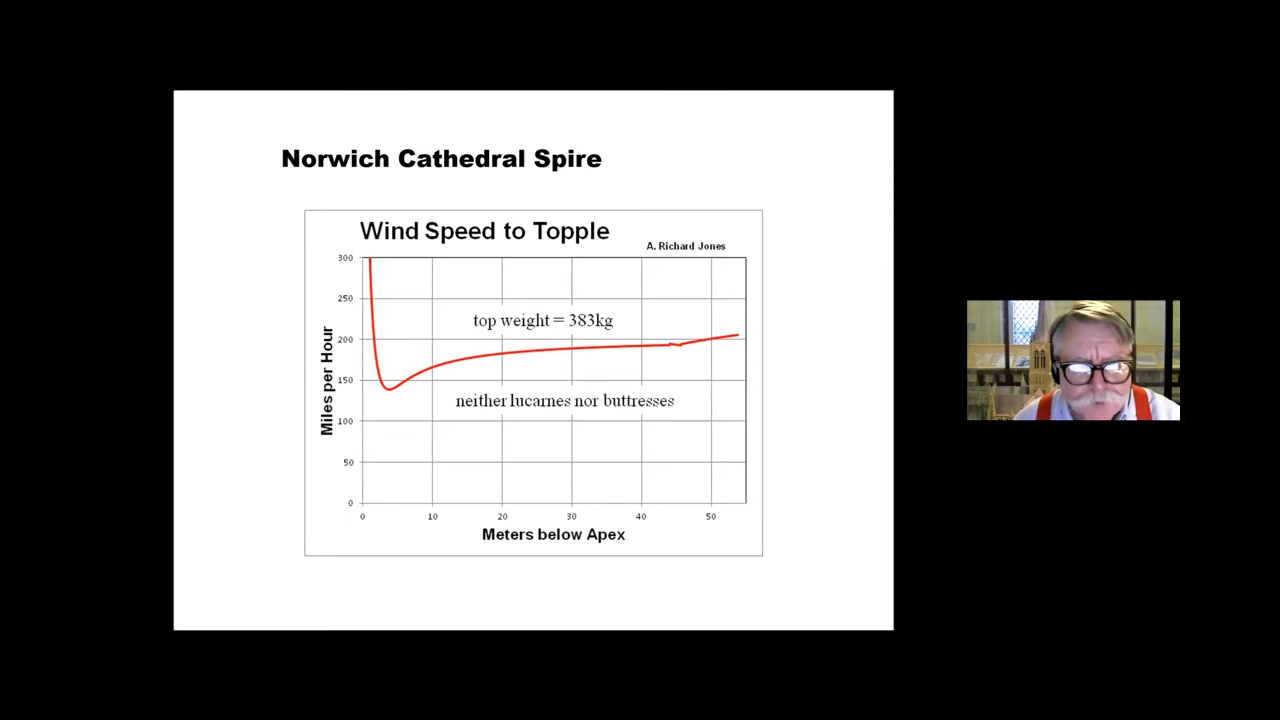 Norwich Cathedral Spire
Wind Speed to Topple
A. Richard Jones
300
250
200
150
100
50
0
Miles per Hour
top weight = 383kg
neither lucarnes nor buttresses
0 10 20 30 40 50
Meters below Apex